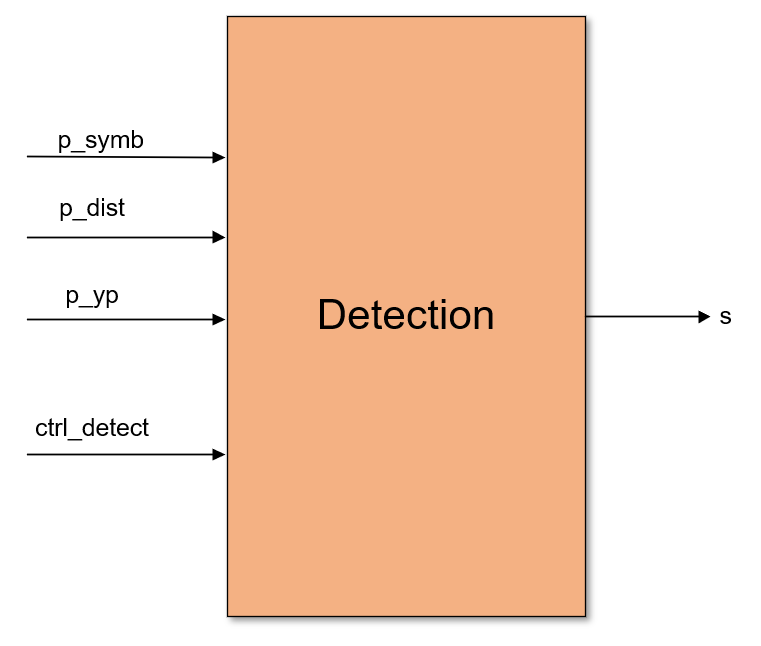 p_symb
p_dist
p_yp
ctrl_detect
Detection
s